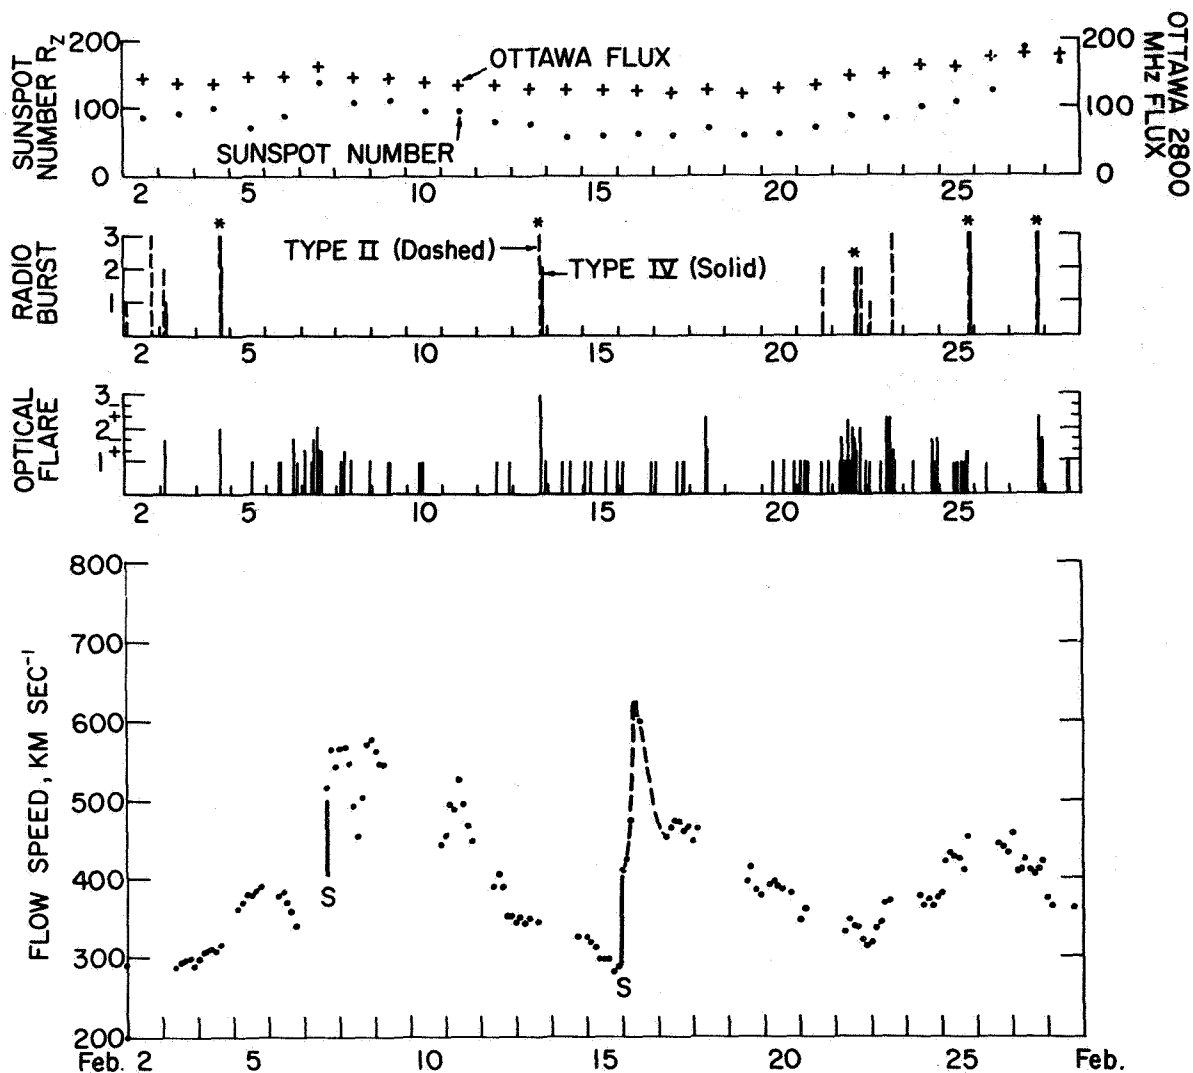 SUNSPOT
NUMBER RZ
200
100
0
+ OTTAWA FLUX
SUNSPOT NUMBER
200
100
0
OTTAWA 2800
MHz FLUX
2 5 10 15 20 25
RADIO
BURST
3
2
1
* * * * *
TYPE II (Dashed)
TYPE IV (Solid)
2 5 10 15 20 25
OPTICAL
FLARE
3
-
+
2
-
+
1
2 5 10 15 20 25
FLOW SPEED, KM SEC-1
800
700
600
500
400
300
200
S
S
Feb. 2 5 10 15 20 25 Feb.